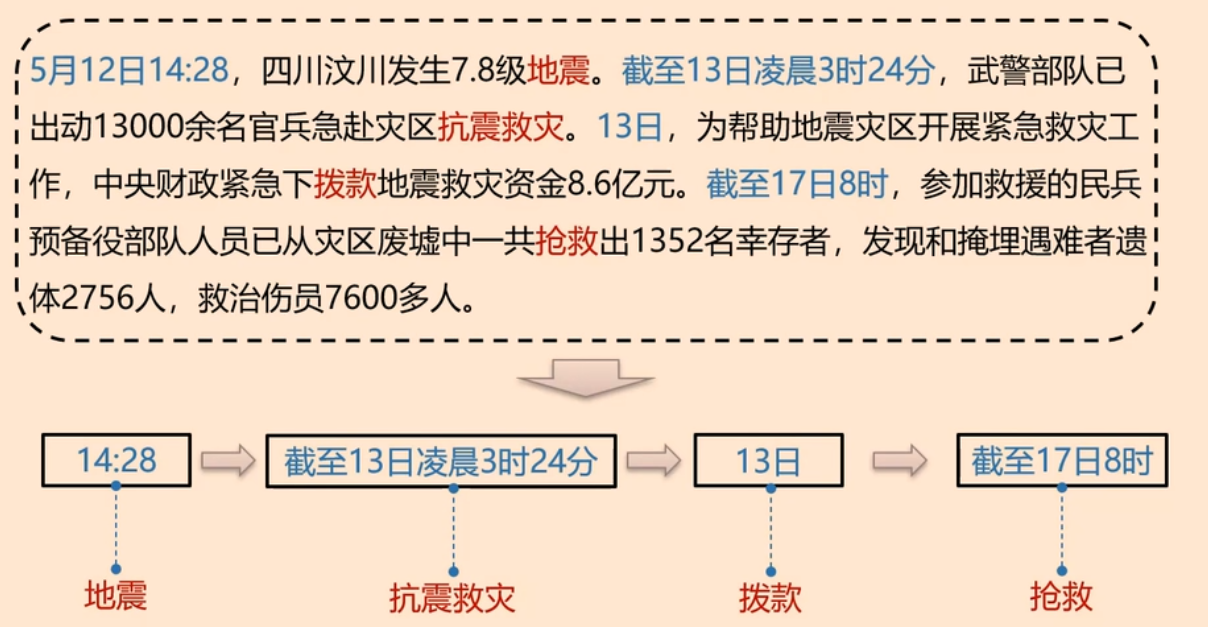 5月12日14:28，四川汶川发生7.8级地震。截至13日凌晨3时24分，武警部队已
出动13000余名官兵急赴灾区抗震救灾。13日，为帮助地震灾区开展紧急救灾工
作，中央财政紧急下拨款地震救灾资金8.6亿元。截至17日8时，参加救援的民兵
预备役部队人员已从灾区废墟中一共抢救出1352名幸存者，发现和掩埋遇难者遗
体2756人，救治伤员7600多人。
14:28
截至13日凌晨3时24分
13日
截至17日8时
地震
抗震救灾
拨款
抢救